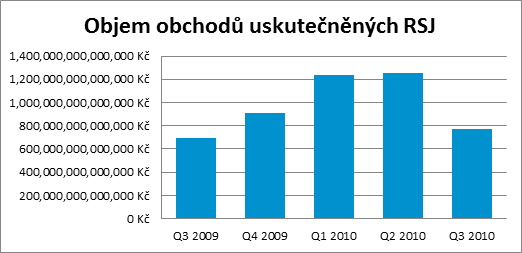 Objem obchodů uskutečněných RSJ
1,400,000,000,000,000 Kč
1,200,000,000,000,000 Kč
1,000,000,000,000,000 Kč
800,000,000,000,000 Kč
600,000,000,000,000 Kč
400,000,000,000,000 Kč
200,000,000,000,000 Kč
0 Kč
Q3 2009 Q4 2009 Q1 2010 Q2 2010 Q3 2010